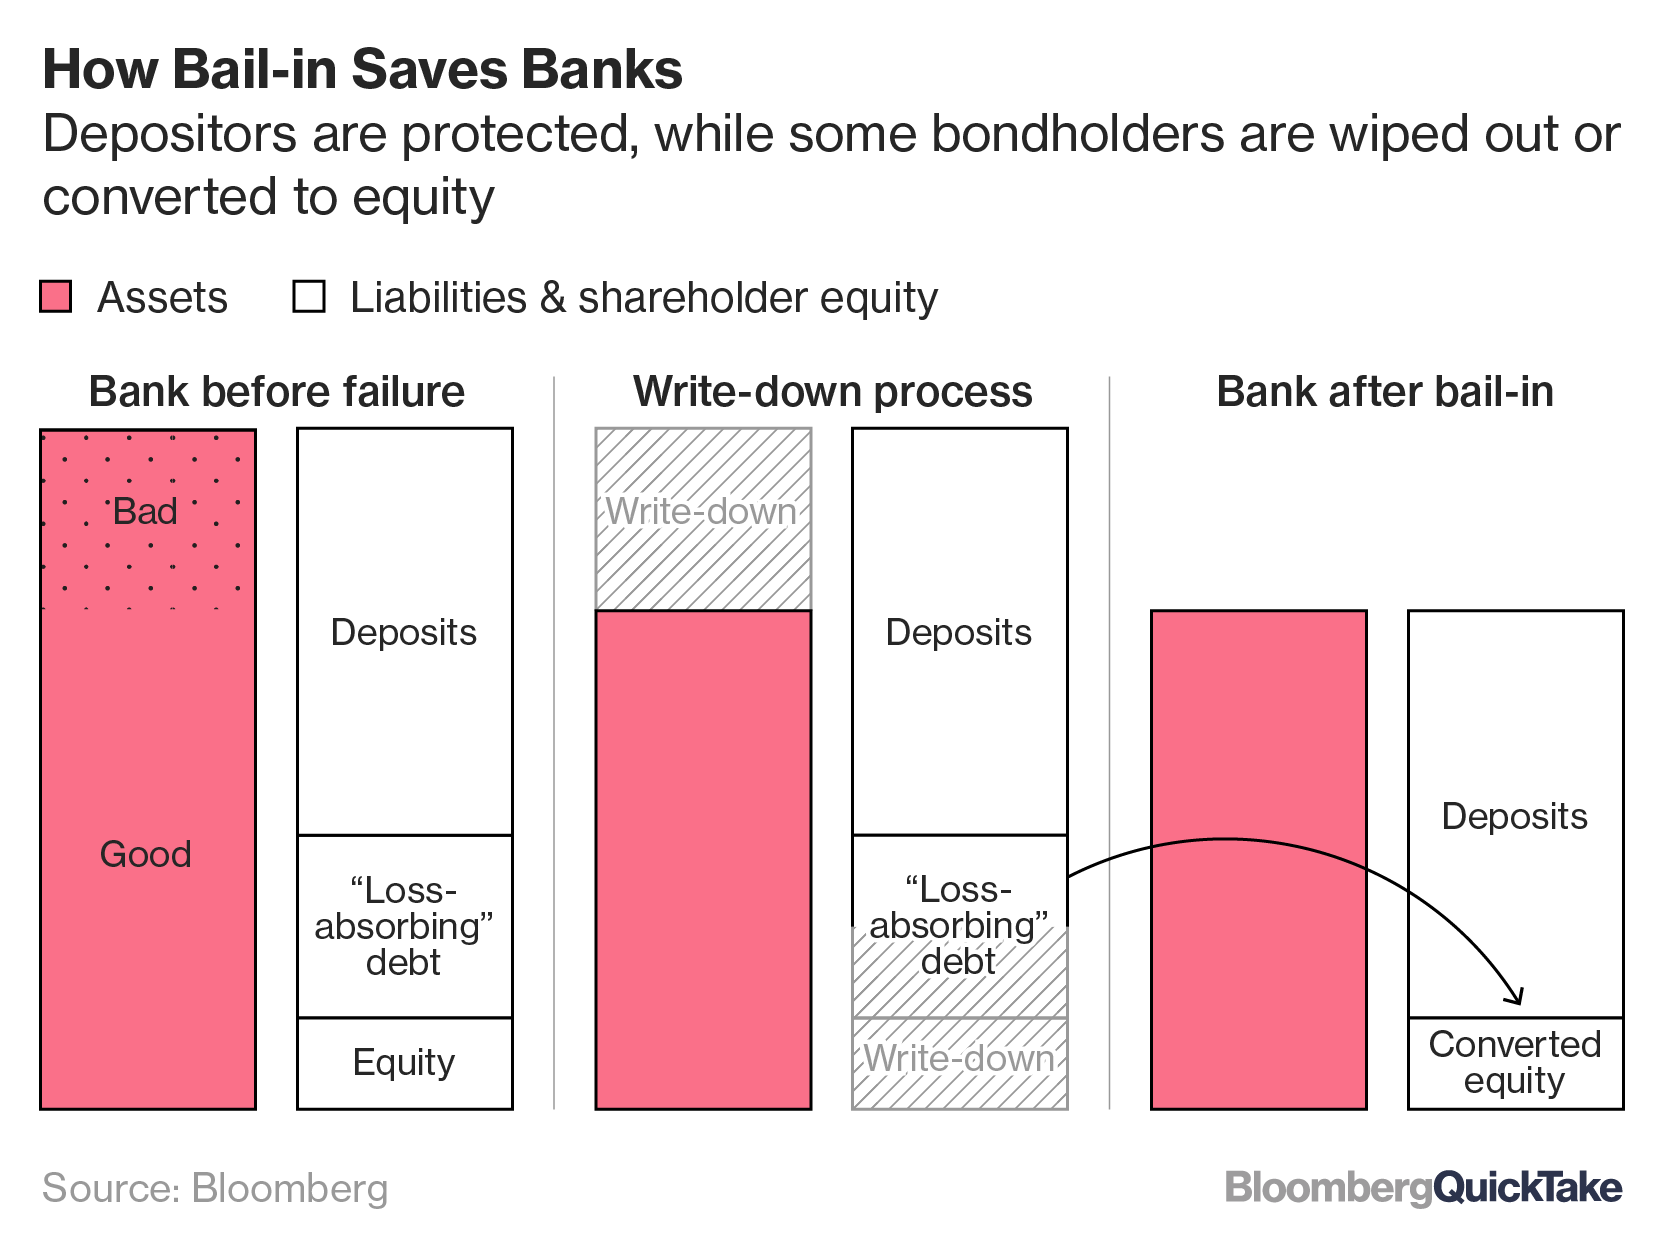 How Bail-in Saves Banks
Depositors are protected, while some bondholders are wiped out or
converted to equity
Assets
Liabilities & shareholder equity
Bank before failure
Bad
Good
Deposits
“Loss-
absorbing”
debt
Equity
Write-down process
Write-down
Deposits
“Loss-
absorbing”
debt
Write-down
Bank after bail-in
Deposits
Converted
equity
Source: Bloomberg
BloombergQuickTake